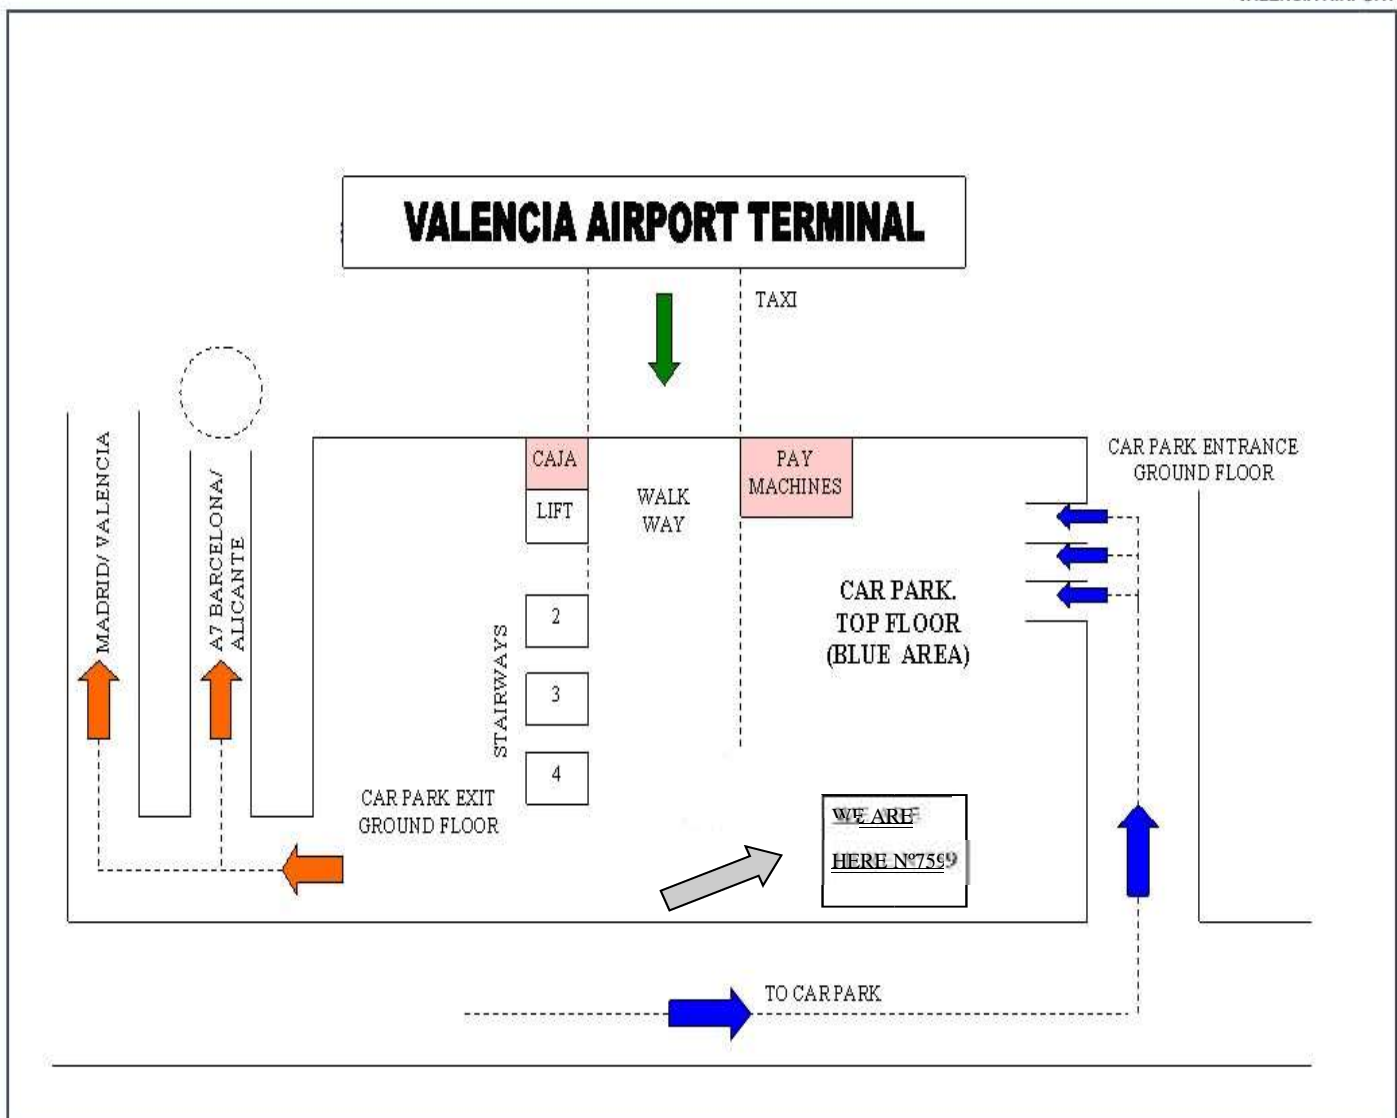 VALENCIA AIRPORT TERMINAL
TAXI
CAJA
LIFT
WALK
WAY
PAY
MACHINES
CAR PARK ENTRANCE
GROUND FLOOR
MADRID/ VALENCIA
A7 BARCELONA/
ALICANTE
STAIRWAYS
2
3
4
CAR PARK.
TOP FLOOR
(BLUE AREA)
CAR PARK EXIT
GROUND FLOOR
WE ARE
HERE Nº759
TO CAR PARK